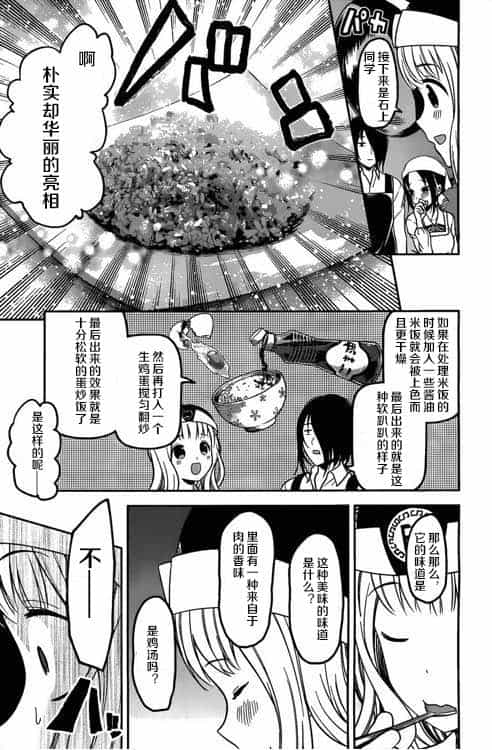 パカ
接下来是石上
同学
啊
朴实却华丽的亮相
如果在处理米饭的
时候加入一些酱油
米饭就会被上色而
且更干燥
最后出来的就是这
种软趴趴的样子
然后再打入一个
生鸡蛋现匀翻炒
最后出来的效果就是
十分松软的蛋炒饭了
是这样的呢——
那么那么,
它的味道是
这种美味的味道
是什么?
里面有一种来自于
肉的香味
是鸡汤吗?
不——